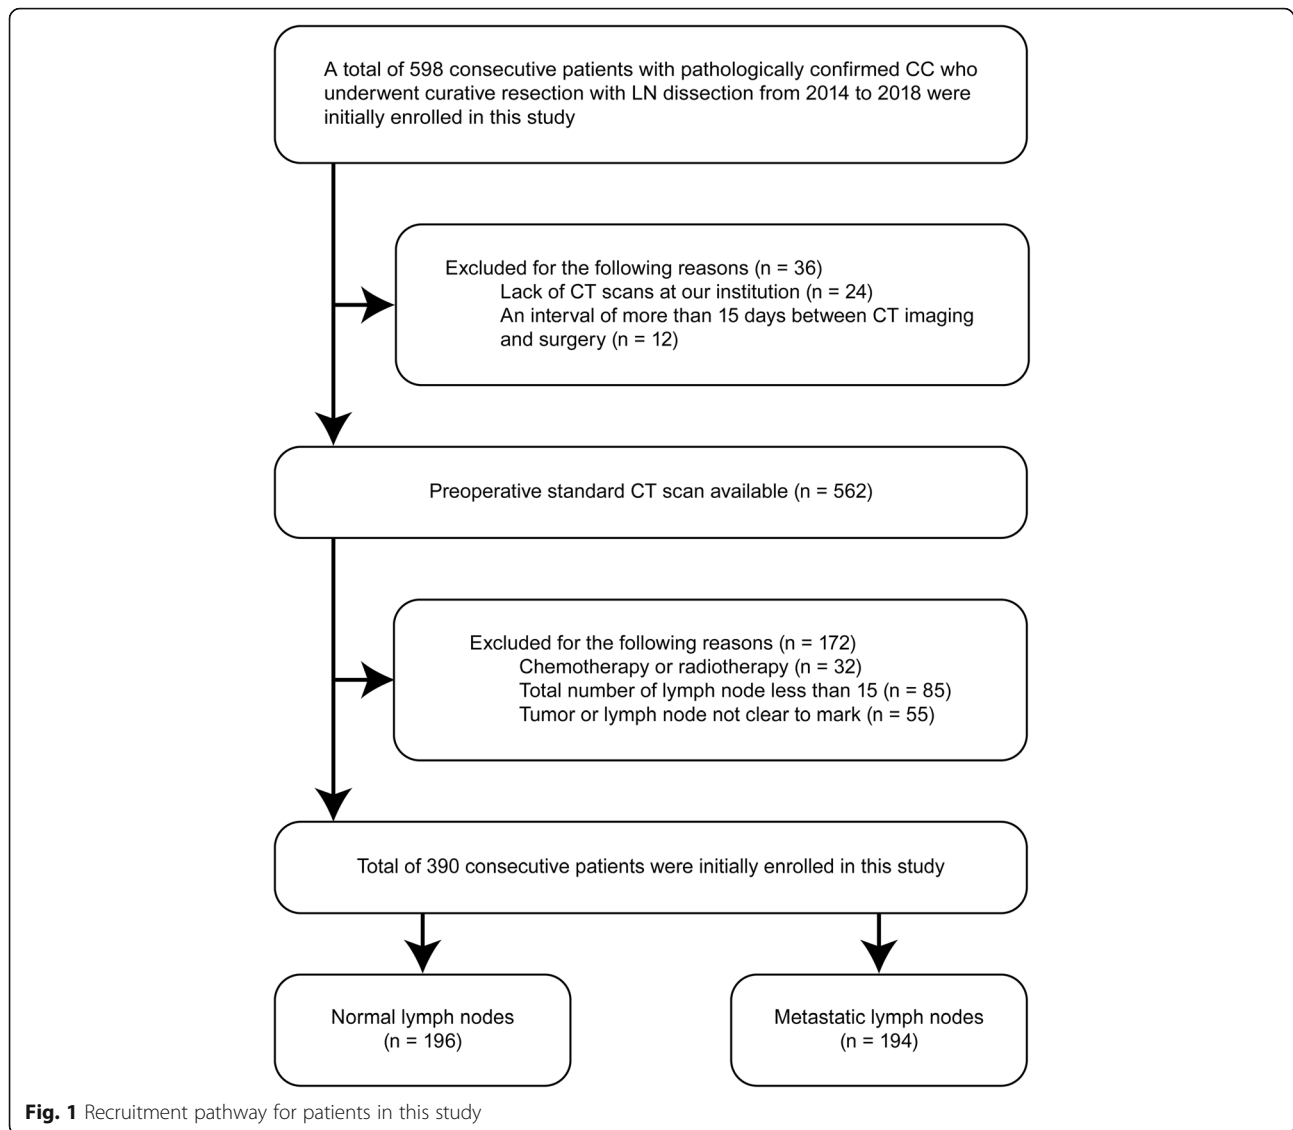 A total of 598 consecutive patients with pathologically confirmed CC who
underwent curative resection with LN dissection from 2014 to 2018 were
initially enrolled in this study
Excluded for the following reasons (n = 36)
Lack of CT scans at our institution (n = 24)
An interval of more than 15 days between CT imaging
and surgery (n = 12)
Preoperative standard CT scan available (n = 562)
Excluded for the following reasons (n = 172)
Chemotherapy or radiotherapy (n = 32)
Total number of lymph node less than 15 (n = 85)
Tumor or lymph node not clear to mark (n = 55)
Total of 390 consecutive patients were initially enrolled in this study
Normal lymph nodes
(n = 196)
Metastatic lymph nodes
(n = 194)
Fig. 1 Recruitment pathway for patients in this study